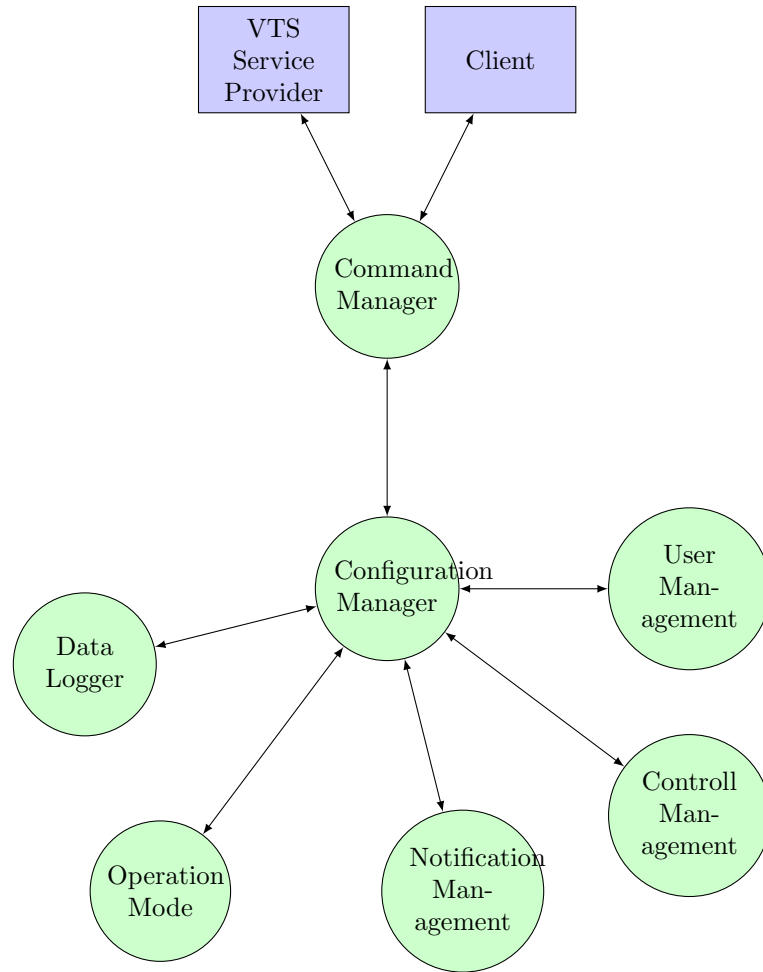 VTS
Service
Provider
Client
Command
Manager
Configuration
Manager
User
Man-
agement
Data
Logger
Controll
Man-
agement
Operation
Mode
Notification
Man-
agement